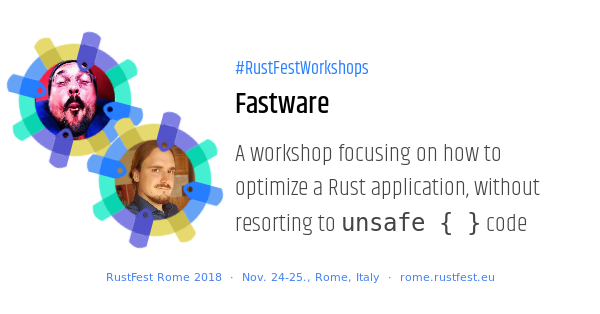 #RustFestWorkshops
Fastware
A workshop focusing on how to
optimize a Rust application, without
resorting to unsafe { } code
RustFest Rome 2018 · Nov. 24-25., Rome, Italy · rome.rustfest.eu